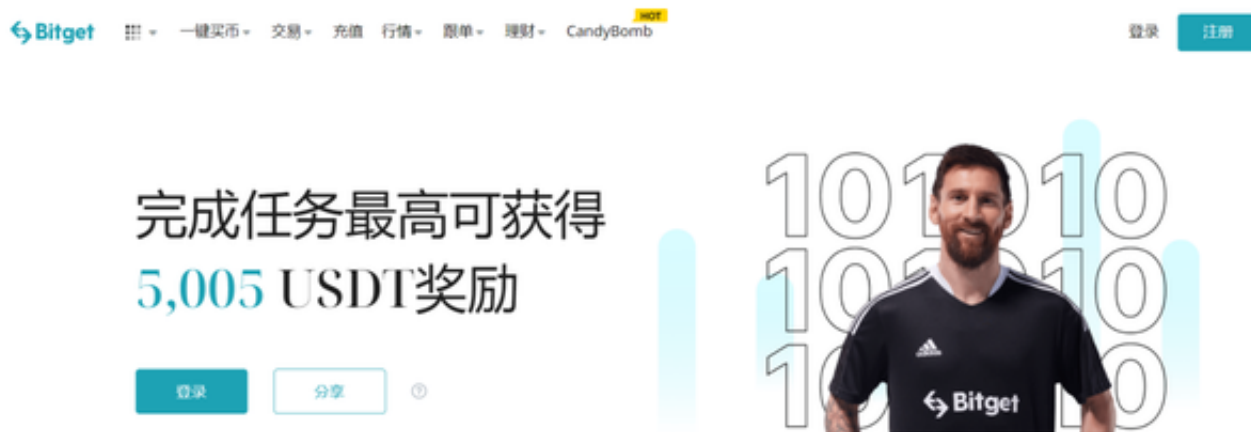 Bitget
一键买币
交易
充值
行情
跟单
理财
CandyBomb
HOT
登录
注册
完成任务最高可获得
5,005 USDT奖励
登录
分享
101010
101010
101010
Bitget